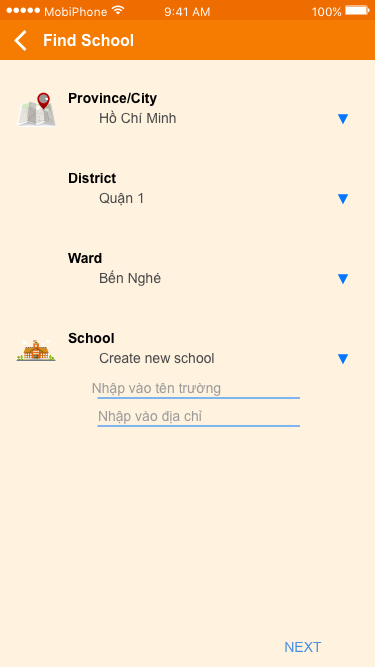 MobiPhone 9:41 AM 100%
Find School
Province/City
Hồ Chí Minh
District
Quận 1
Ward
Bến Nghé
School
Create new school
Nhập vào tên trường
Nhập vào địa chỉ
NEXT